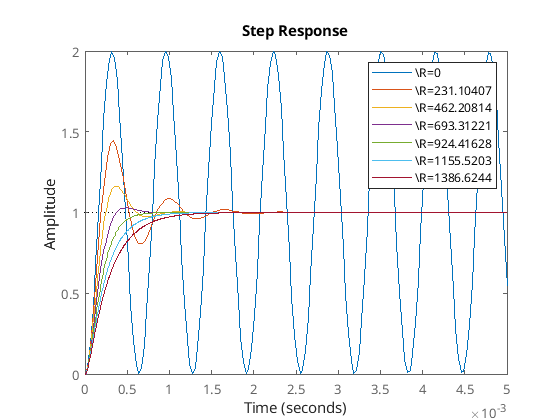 Step Response
Amplitude
2
1.5
1
0.5
0
\R=0
\R=231.10407
\R=462.20814
\R=693.31221
\R=924.41628
\R=1155.5203
\R=1386.6244
0 0.5 1 1.5 2 2.5 3 3.5 4 4.5 5
Time (seconds)
×10⁻³